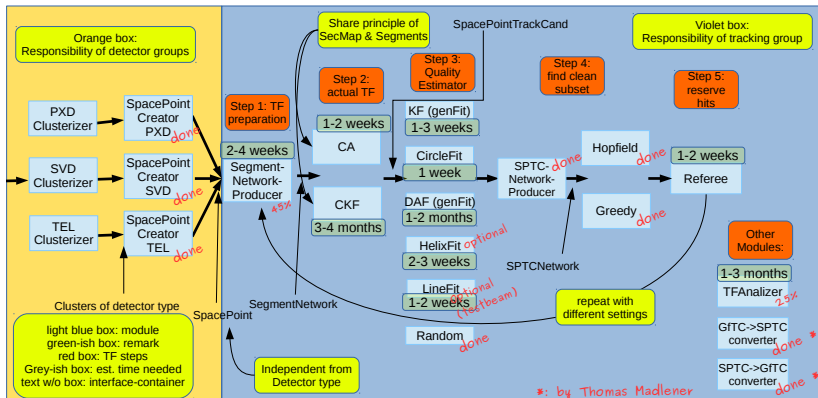 Orange box:
Responsibility of detector groups
Share principle of
SecMap & Segments
SpacePointTrackCand
Violet box:
Responsibility of tracking group
Step 1: TF
preparation
Step 2:
actual TF
Step 3:
Quality
Estimator
Step 4:
find clean
subset
Step 5:
reserve
hits
PXD
Clusterizer
SpacePoint
Creator
PXD
done
SVD
Clusterizer
SpacePoint
Creator
SVD
done
TEL
Clusterizer
SpacePoint
Creator
TEL
done
2-4 weeks
Segment-
Network-
Producer
45%
1-2 weeks
CA
CKF
3-4 months
KF (genFit)
1-3 weeks
CircleFit
1 week
DAF (genFit)
1-2 months
HelixFit
optional
2-3 weeks
LineFit
optional
(testbeam)
1-2 weeks
Random
done
SPTC-
Network-
Producer
done
Hopfield
done
Greedy
done
1-2 weeks
Referee
Other
Modules:
1-3 months
TFAnalizer
25%
GfTC->SPTC
converter
done *
SPTC->GfTC
converter
done *
Clusters of detector type
SpacePoint
SegmentNetwork
SPTCNetwork
repeat with
different settings
light blue box: module
green-ish box: remark
red box: TF steps
Grey-ish box: est. time needed
text w/o box: interface-container
Independent from
Detector type
*: by Thomas Madlener